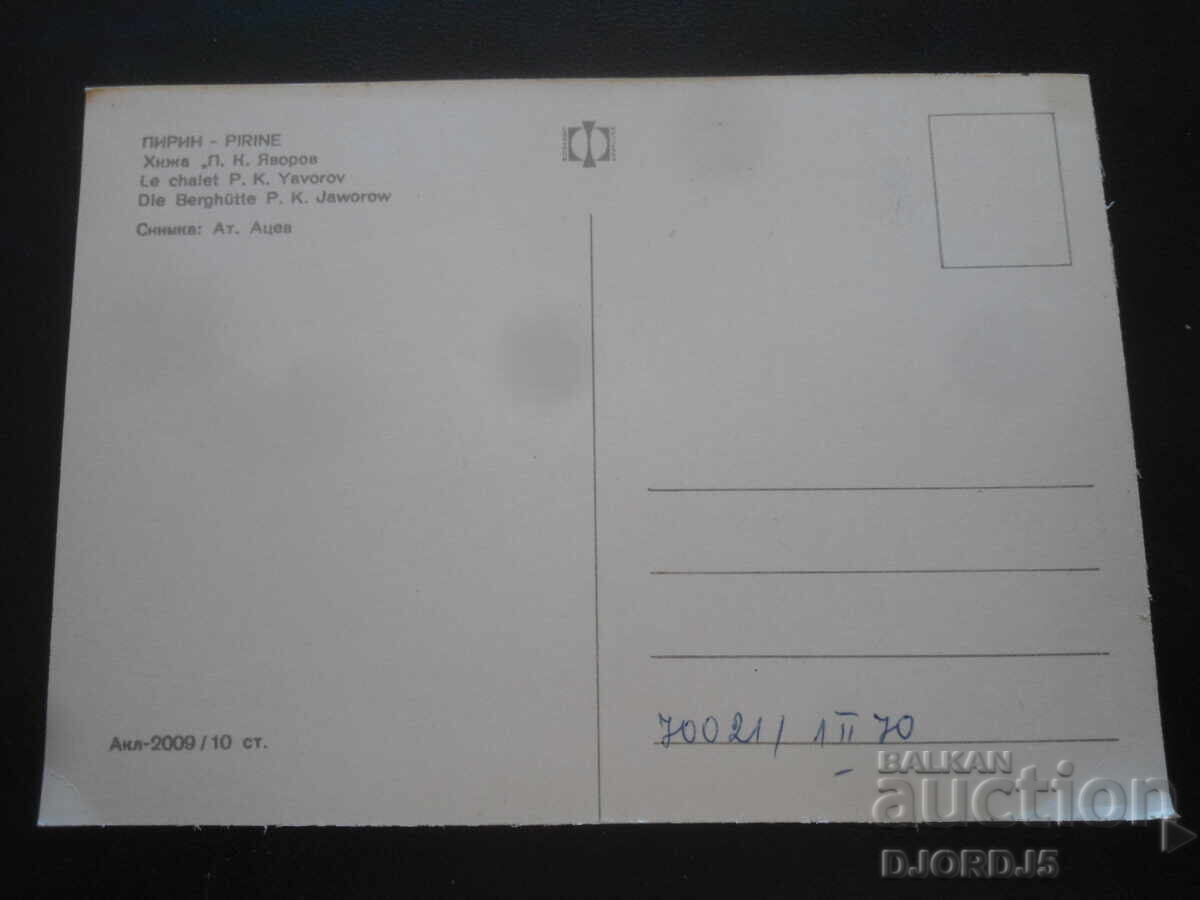 ПИРИН - PIRINE
Хижа „П. К. Яворов
Le chalet P. K. Yavorov
Die Berghütte P. K. Jaworow
Снимка: Ат. Ацев
Акл-2009/10 ст.
70021/ 1 II 70
BALKAN
auction
DJORDJ5